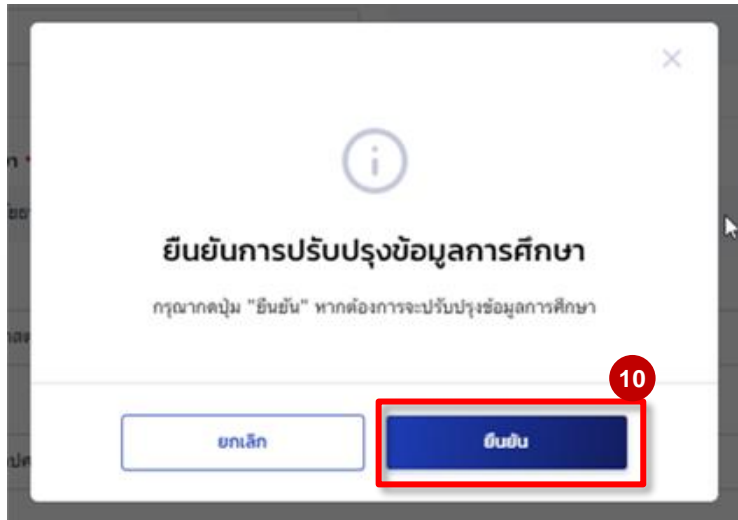 ยืนยันการปรับปรุงข้อมูลการศึกษา
กรุณากดปุ่ม "ยืนยัน" หากต้องการจะปรับปรุงข้อมูลการศึกษา
10
ยกเลิก
ยืนยัน